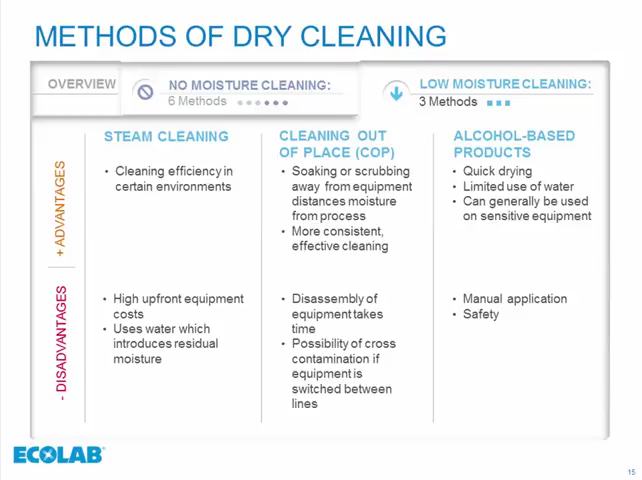 METHODS OF DRY CLEANING
OVERVIEW
NO MOISTURE CLEANING:
6 Methods
LOW MOISTURE CLEANING:
3 Methods
+ ADVANTAGES
- DISADVANTAGES
STEAM CLEANING
• Cleaning efficiency in
certain environments
• High upfront equipment
costs
• Uses water which
introduces residual
moisture
CLEANING OUT
OF PLACE (COP)
• Soaking or scrubbing
away from equipment
distances moisture
from process
• More consistent,
effective cleaning
• Disassembly of
equipment takes
time
• Possibility of cross
contamination if
equipment is
switched between
lines
ALCOHOL-BASED
PRODUCTS
• Quick drying
• Limited use of water
• Can generally be used
on sensitive equipment
• Manual application
• Safety
ECOLAB
15